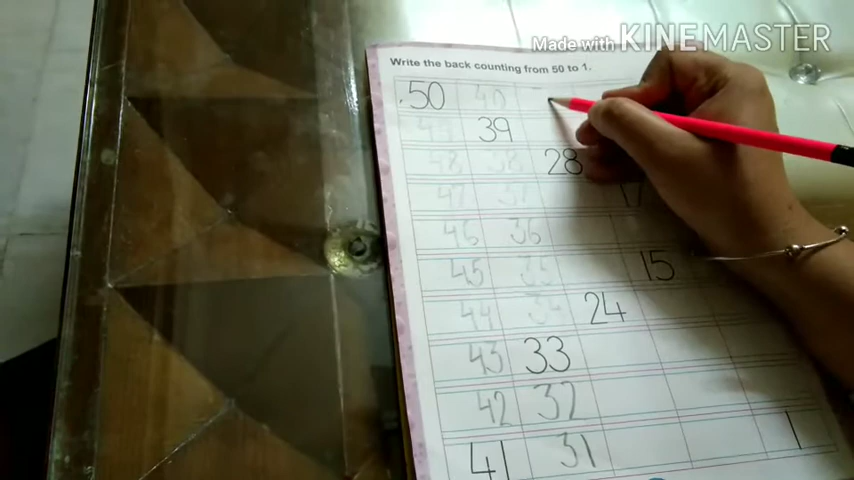 Made with KINEMASTER
Write the back counting from 50 to 1.
50 40
49 39
48 38 28
47 37 17
46 36
45 35 15
44 34 24
43 33
42 32
41 31 1